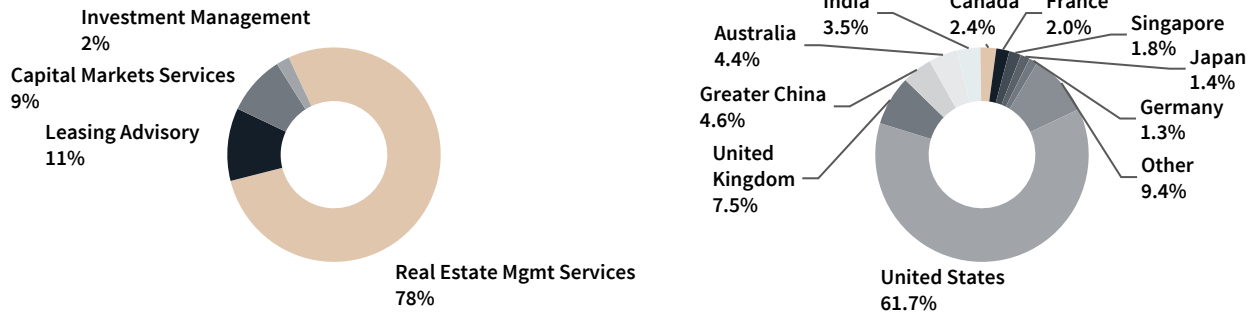 Investment Management
2%
Capital Markets Services
9%
Leasing Advisory
11%
Real Estate Mgmt Services
78%
India
3.5%
Canada
2.4%
France
2.0%
Singapore
1.8%
Japan
1.4%
Germany
1.3%
Other
9.4%
United States
61.7%
United
Kingdom
7.5%
Greater China
4.6%
Australia
4.4%